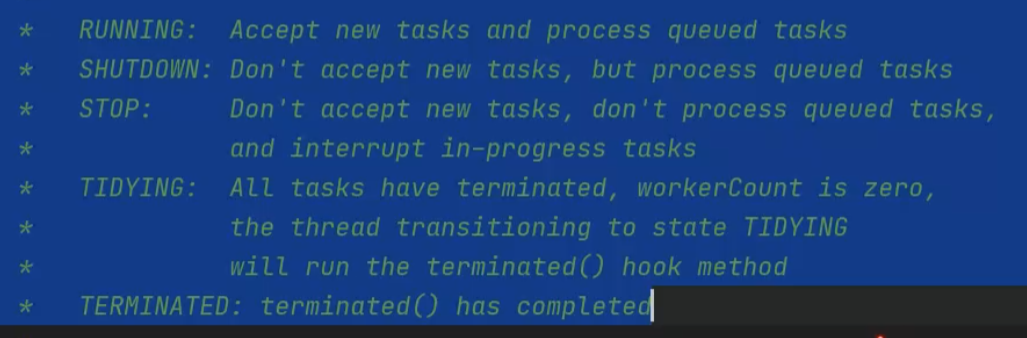 * RUNNING: Accept new tasks and process queued tasks
* SHUTDOWN: Don't accept new tasks, but process queued tasks
* STOP: Don't accept new tasks, don't process queued tasks,
* and interrupt in-progress tasks
* TIDYING: All tasks have terminated, workerCount is zero,
* the thread transitioning to state TIDYING
* will run the terminated() hook method
* TERMINATED: terminated() has completed